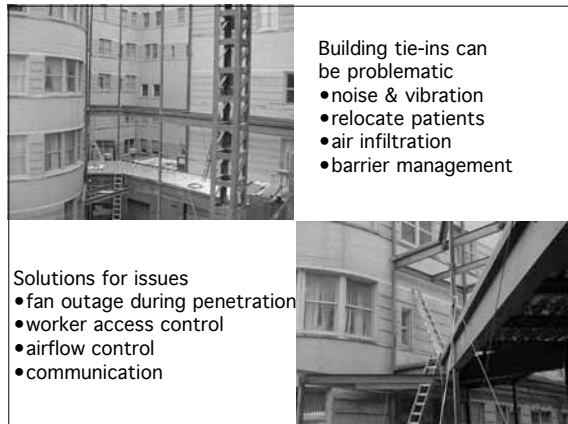 Building tie-ins can
be problematic
•noise & vibration
•relocate patients
•air infiltration
•barrier management
Solutions for issues
•fan outage during penetration
•worker access control
•airflow control
•communication